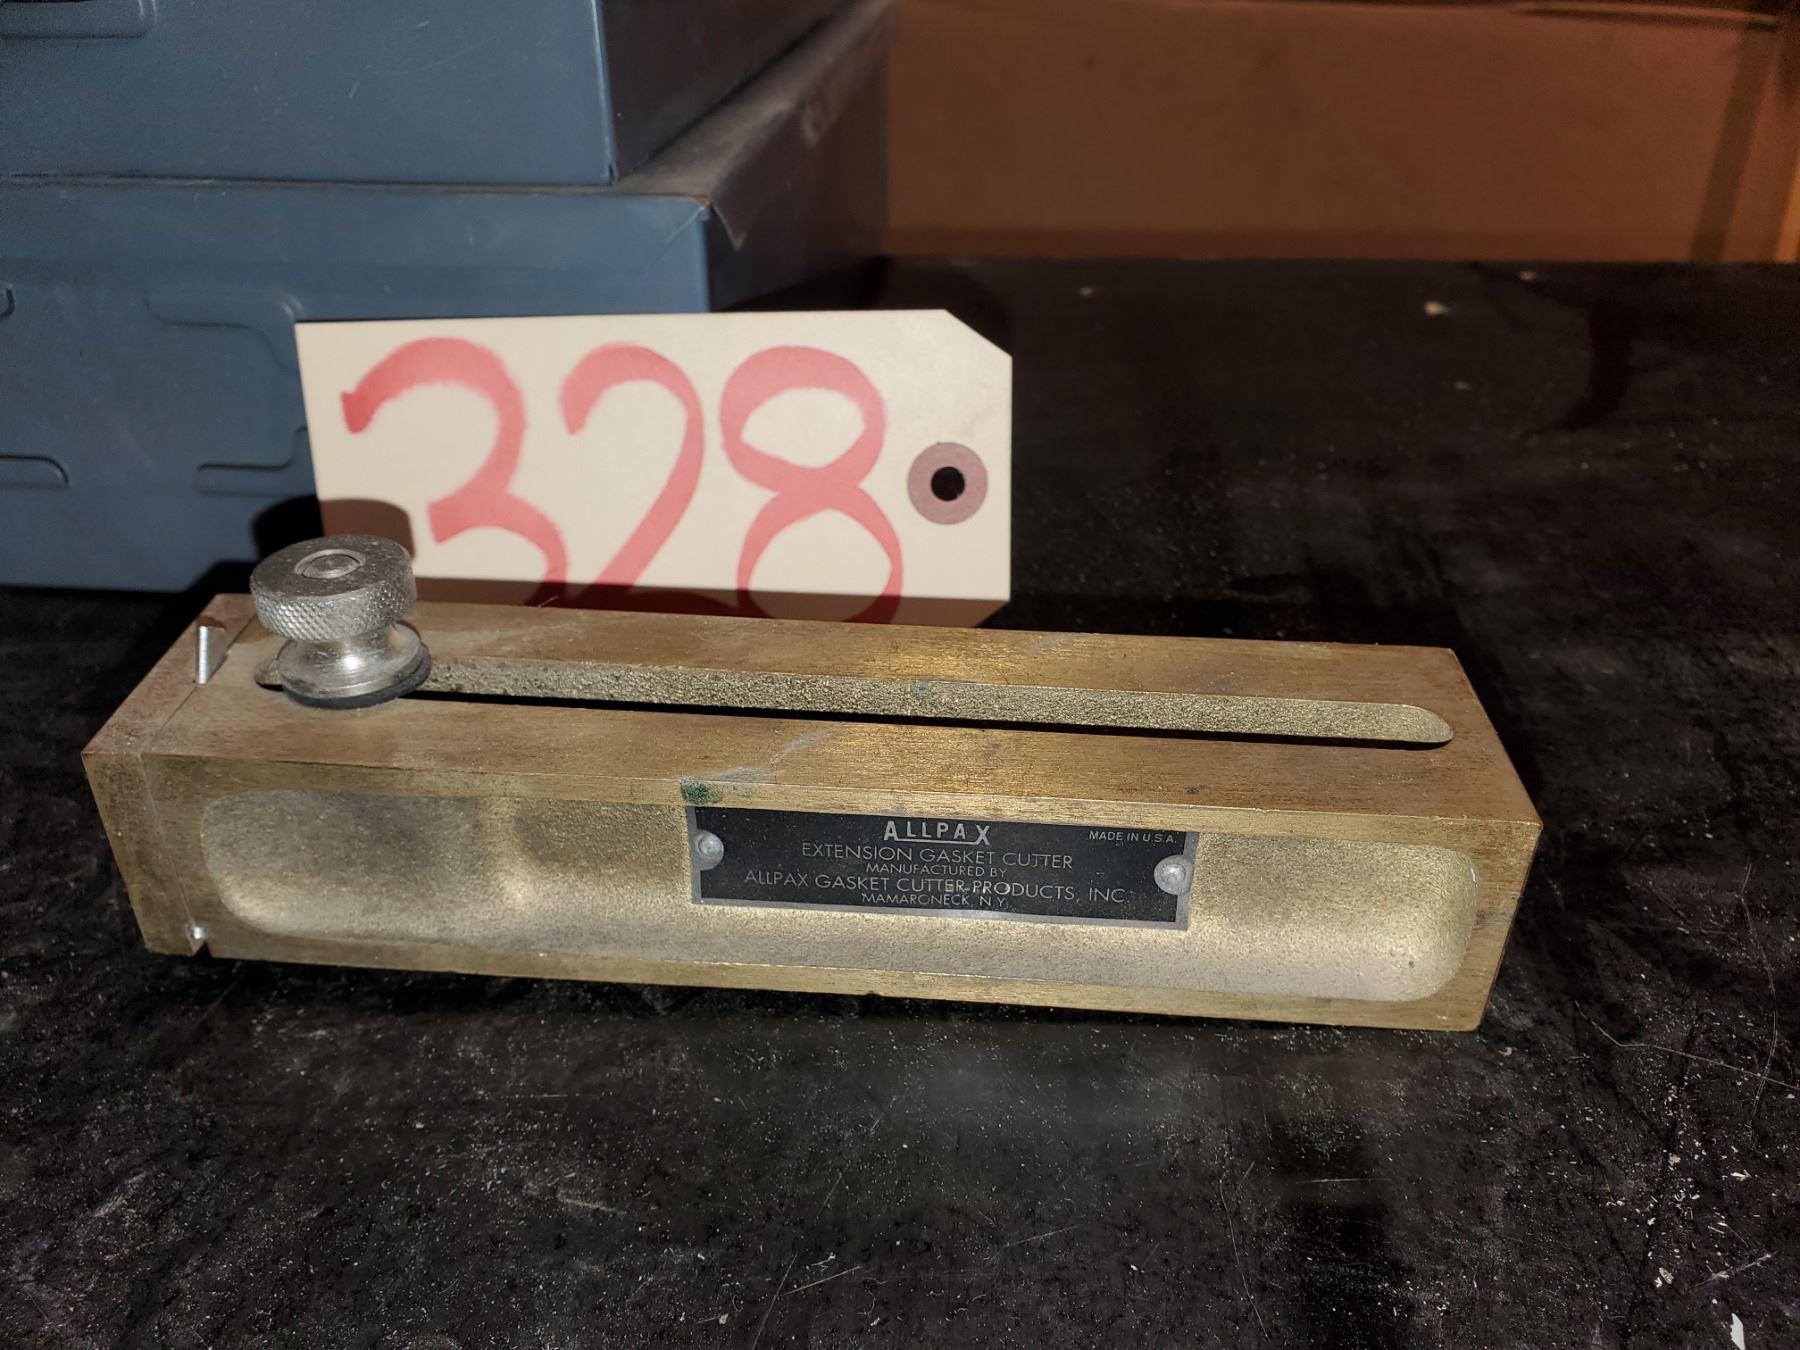 328
ALLPAX
MADE IN U.S.A.
EXTENSION GASKET CUTTER
MANUFACTURED BY
ALLPAX GASKET CUTTER PRODUCTS, INC.
MAMARONECK, N.Y.